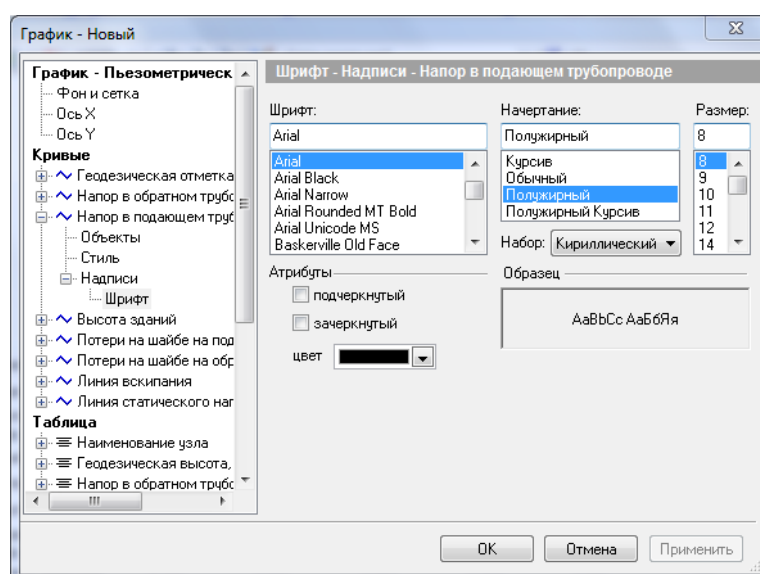 График - Новый
График - Пьезометрическ
Фон и сетка
Ось X
Ось Y
Кривые
Геодезическая отметка
Напор в обратном трубо
Напор в подающем труб
Объекты
Стиль
Надписи
Шрифт
Высота зданий
Потери на шайбе на под
Потери на шайбе на обр
Линия вскипания
Линия статического нап
Таблица
Наименование узла
Геодезическая высота,
Напор в обратном трубо
Шрифт - Надписи - Напор в подающем трубопроводе
Шрифт:
Arial
Arial
Arial Black
Arial Narrow
Arial Rounded MT Bold
Arial Unicode MS
Baskerville Old Face
Начертание:
Полужирный
Курсив
Обычный
Полужирный
Полужирный Курсив
Набор: Кириллический
Размер:
8
8
9
10
11
12
14
Атрибуты
подчеркнутый
зачеркнутый
цвет
Образец
AaBbCc АаБбЯя
OK
Отмена
Применить